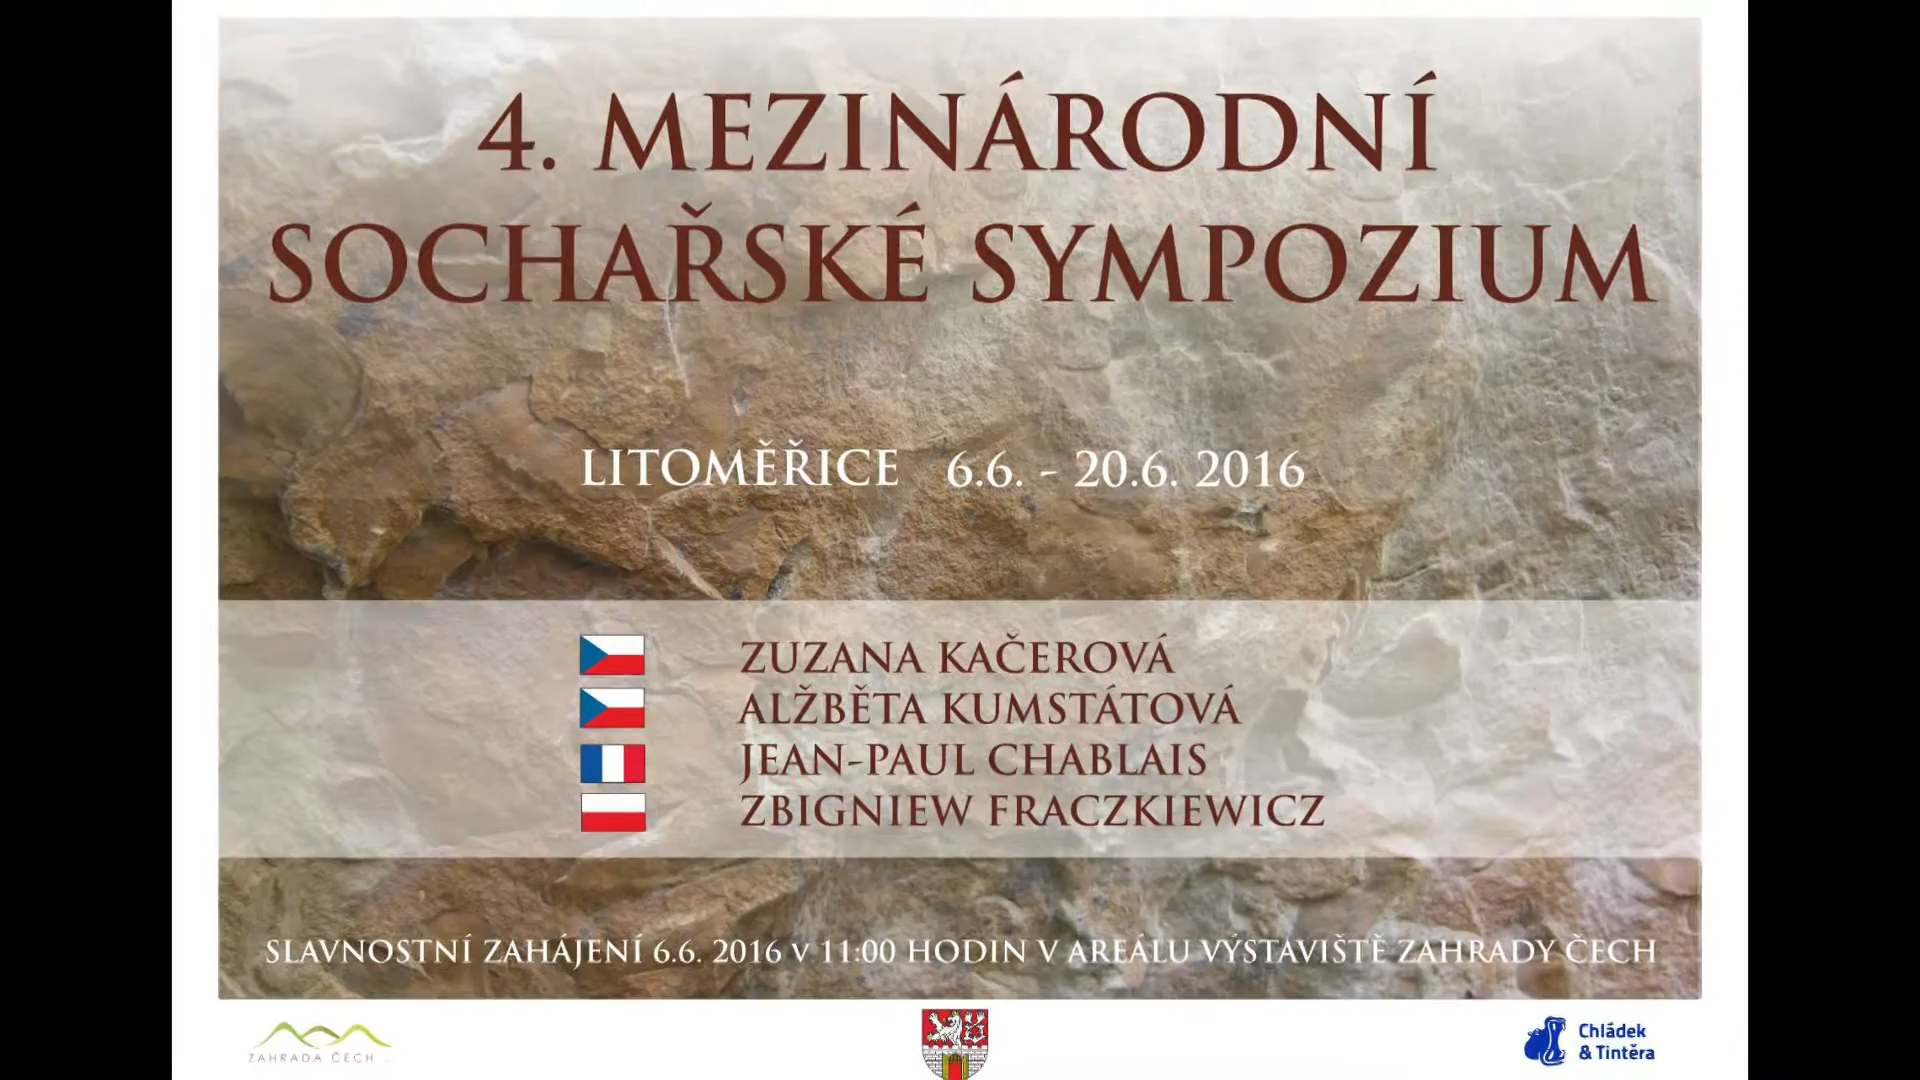 4. MEZINÁRODNÍ
SOCHAŘSKÉ SYMPOZIUM
LITOMĚŘICE 6.6. - 20.6. 2016
ZUZANA KAČEROVÁ
ALŽBĚTA KUMSTÁTOVÁ
JEAN-PAUL CHABLAIS
ZBIGNIEW FRACZKIEWICZ
SLAVNOSTNÍ ZAHÁJENÍ 6.6. 2016 V 11:00 HODIN V AREÁLU VÝSTAVIŠTĚ ZAHRADY ČECH
ZAHRADA ČECH
Chládek
& Tintěra